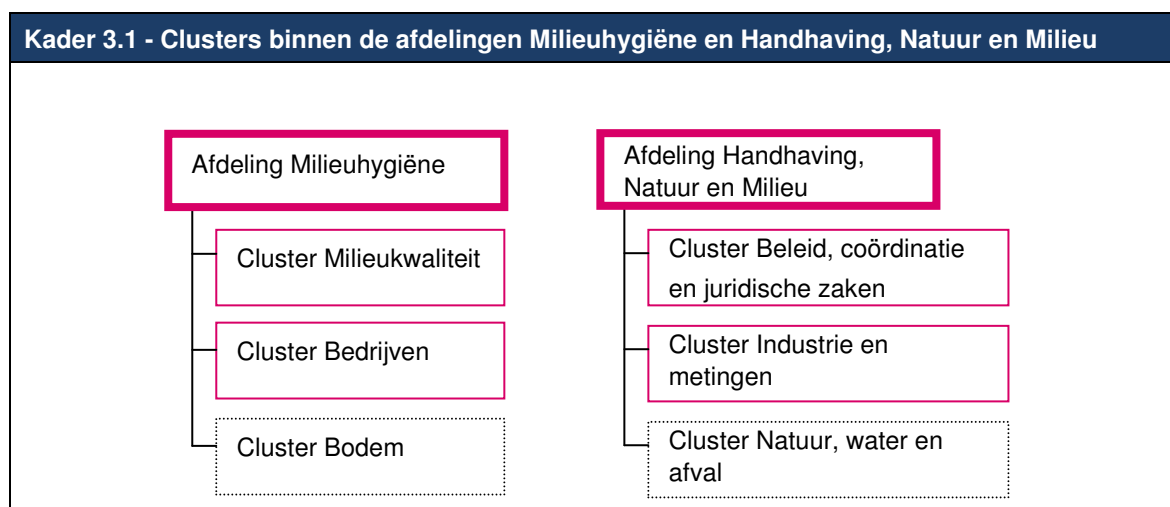 Kader 3.1 - Clusters binnen de afdelingen Milieuhygiëne en Handhaving, Natuur en Milieu
Afdeling Milieuhygiëne
Cluster Milieukwaliteit
Cluster Bedrijven
Cluster Bodem
Afdeling Handhaving,
Natuur en Milieu
Cluster Beleid, coördinatie
en juridische zaken
Cluster Industrie en
metingen
Cluster Natuur, water en
afval